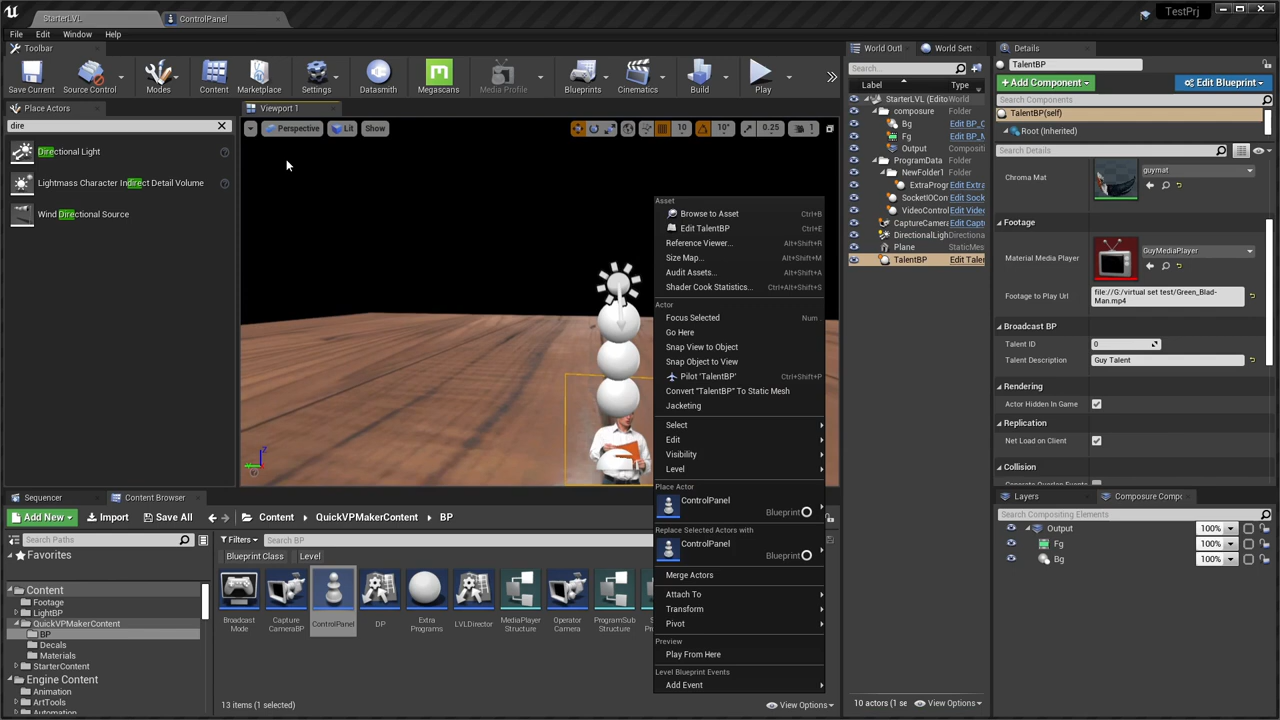 StarterLVL
ControlPanel
TestPrj
File Edit Window Help
Toolbar
Save Current Source Control Modes Content Marketplace Settings Datasmith Megascans Media Profile Blueprints Cinematics Build Play
Place Actors
dire
Directional Light
Lightmass Character Indirect Detail Volume
Wind Directional Source
Viewport 1
Perspective Lit Show 10 10° 0.25 1
Asset
Browse to Asset Ctrl+B
Edit TalentBP Ctrl+E
Reference Viewer... Alt+Shift+R
Size Map... Alt+Shift+M
Audit Assets... Alt+Shift+A
Shader Cook Statistics... Ctrl+Alt+Shift+S
Actor
Focus Selected Num
Go Here
Snap View to Object
Snap Object to View
Pilot 'TalentBP' Ctrl+Shift+P
Convert "TalentBP" To Static Mesh
Jacketing
Select
Edit
Visibility
Level
Place Actor
ControlPanel
Blueprint
Replace Selected Actors with
ControlPanel
Blueprint
Merge Actors
Attach To
Transform
Pivot
Preview
Play From Here
Level Blueprint Events
Add Event
World Outl World Sett
Search...
Label Type
StarterLVL (Edito World
composure Folder
Bg Edit BP_C
Fg Edit BP_M
Output Composit
ProgramData Folder
NewFolder1 Folder
ExtraProgr Edit Extra
SocketIOCon Edit Sock
VideoControl Edit Video
CaptureCamera Edit Captu
DirectionalLigh Directiona
Plane StaticMes
TalentBP Edit Taler
10 actors (1 se View Options
Details
TalentBP
+ Add Component Edit Blueprint
Search Components
TalentBP(self)
Root (Inherited)
Search Details
Chroma Mat
guymat
Footage
Material Media Player
GuyMediaPlayer
Footage to Play Url
file://G:/virtual set test/Green_Blad-
Man.mp4
Broadcast BP
Talent ID 0
Talent Description Guy Talent
Rendering
Actor Hidden In Game
Replication
Net Load on Client
Collision
Layers Composure Compo
Search Compositing Elements
Output 100%
Fg 100%
Bg 100%
Sequencer Content Browser
Add New Import Save All Content QuickVPMakerContent BP
Search Paths
Favorites
Content
Footage
LightBP
QuickVPMakerContent
BP
Decals
Materials
StarterContent
Engine Content
Animation
ArtTools
Automation
Filters Search BP
Blueprint Class Level
Broadcast
Mode
Capture
CameraBP
ControlPanel
DP
Extra
Programs
LVLDirector
MediaPlayer
Structure
Operator
Camera
ProgramSub
Structure
13 items (1 selected)
View Options